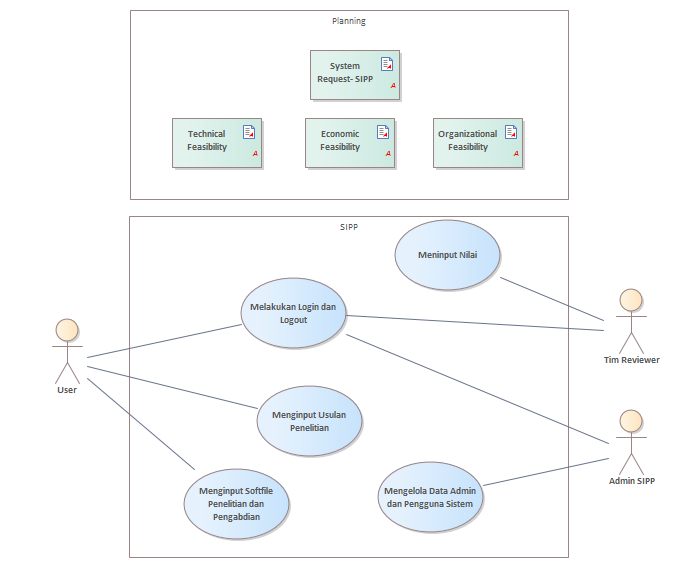 Planning
System
Request- SIPP
A
Technical
Feasibility
A
Economic
Feasibility
A
Organizational
Feasibility
A
SIPP
Meninput Nilai
Melakukan Login dan
Logout
Tim Reviewer
User
Menginput Usulan
Penelitian
Admin SIPP
Menginput Softfile
Penelitian dan
Pengabdian
Mengelola Data Admin
dan Pengguna Sistem